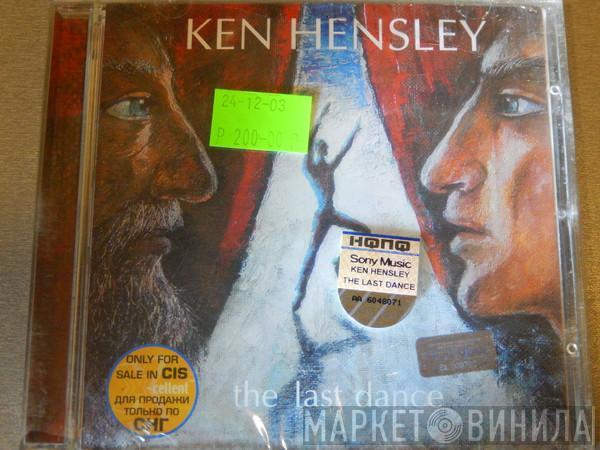 KEN HENSLEY
24-12-03
P 200-00
HQNQ
Sony Music
KEN HENSLEY
THE LAST DANCE
AA 6048071
ONLY FOR
SALE IN CIS
-cellent
ДЛЯ ПРОДАЖИ
ТОЛЬКО ПО
СНГ
the last dance
МАРКЕТ ВИНИЛА